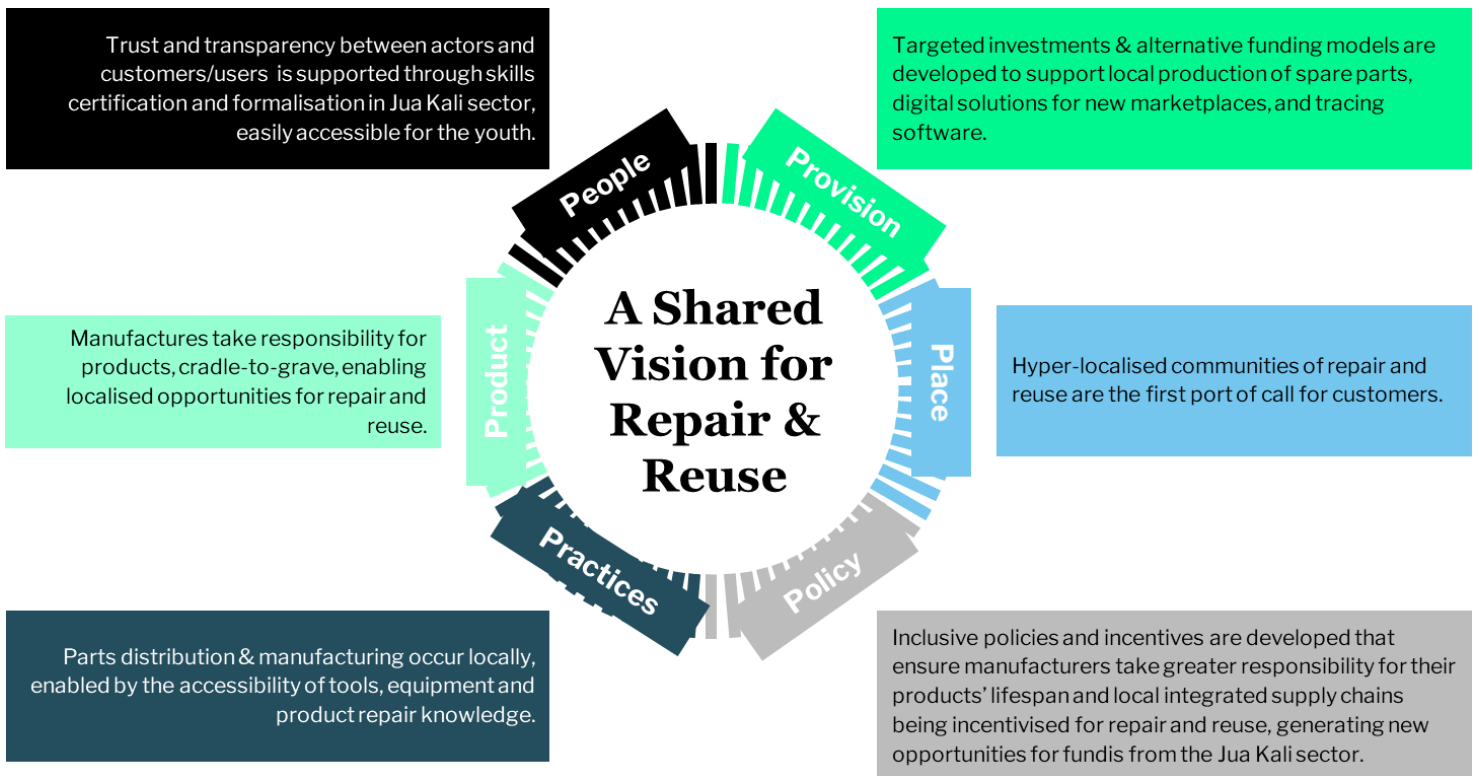 Trust and transparency between actors and
customers/users is supported through skills
certification and formalisation in Jua Kali sector,
easily accessible for the youth.
Targeted investments & alternative funding models are
developed to support local production of spare parts,
digital solutions for new marketplaces, and tracing
software.
People
Provision
Manufactures take responsibility for
products, cradle-to-grave, enabling
localised opportunities for repair and
reuse.
Product
A Shared
Vision for
Repair &
Reuse
Place
Hyper-localised communities of repair and
reuse are the first port of call for customers.
Practices
Policy
Parts distribution & manufacturing occur locally,
enabled by the accessibility of tools, equipment and
product repair knowledge.
Inclusive policies and incentives are developed that
ensure manufacturers take greater responsibility for their
products’ lifespan and local integrated supply chains
being incentivised for repair and reuse, generating new
opportunities for fundis from the Jua Kali sector.